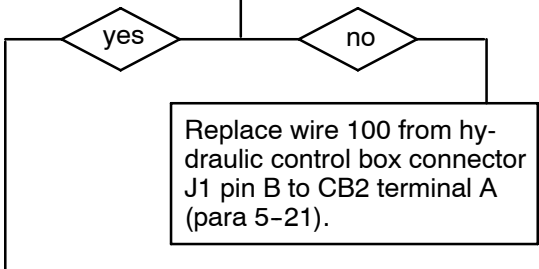 yes
no
Replace wire 100 from hy-
draulic control box connector
J1 pin B to CB2 terminal A
(para 5-21).